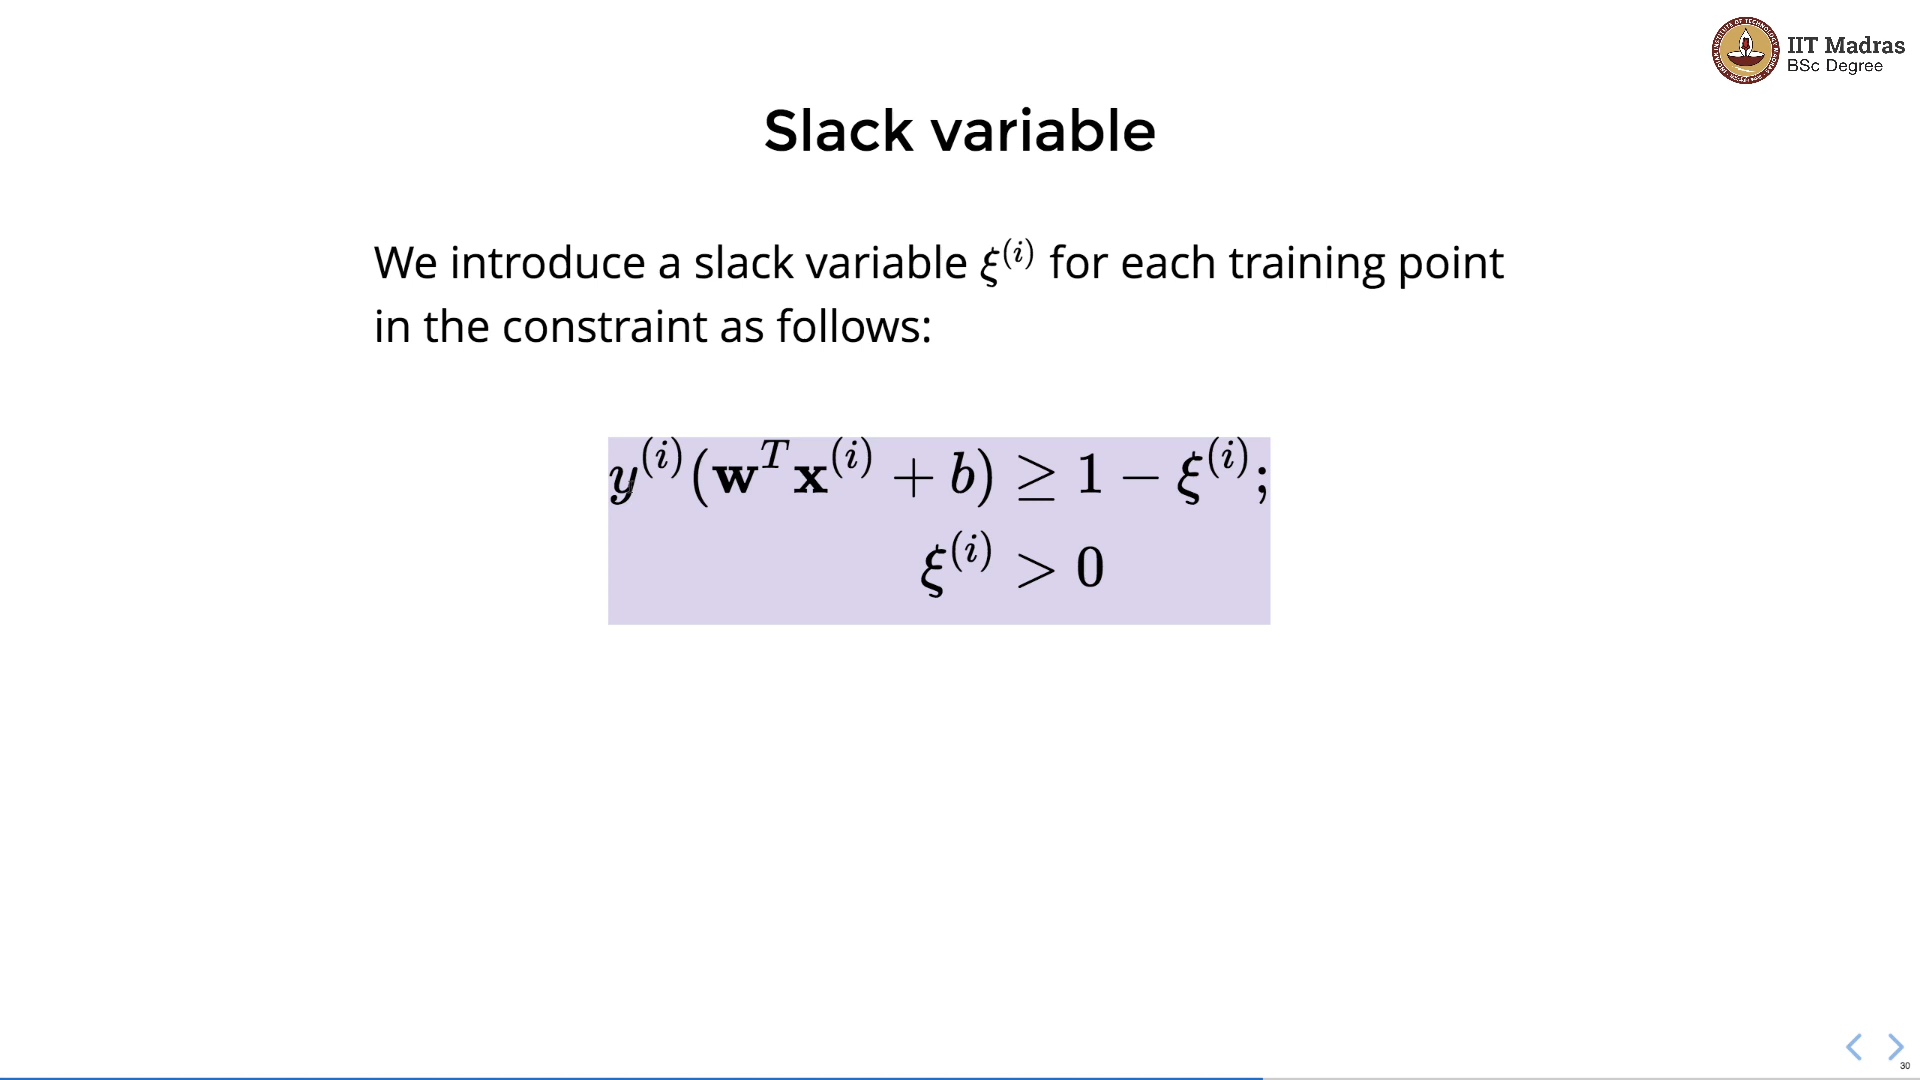 IIT Madras
BSc Degree
Slack variable
We introduce a slack variable ξ⁽ⁱ⁾ for each training point
in the constraint as follows:
y⁽ⁱ⁾(𝐰ᵀ𝐱⁽ⁱ⁾ + b) ≥ 1 − ξ⁽ⁱ⁾;
ξ⁽ⁱ⁾ > 0
30